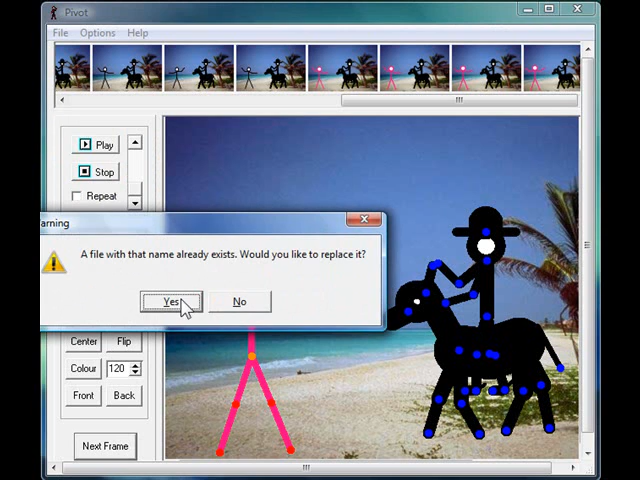 Pivot
File Options Help
Play
Stop
Repeat
arning
A file with that name already exists. Would you like to replace it?
Yes No
Center Flip
Colour 120
Front Back
Next Frame